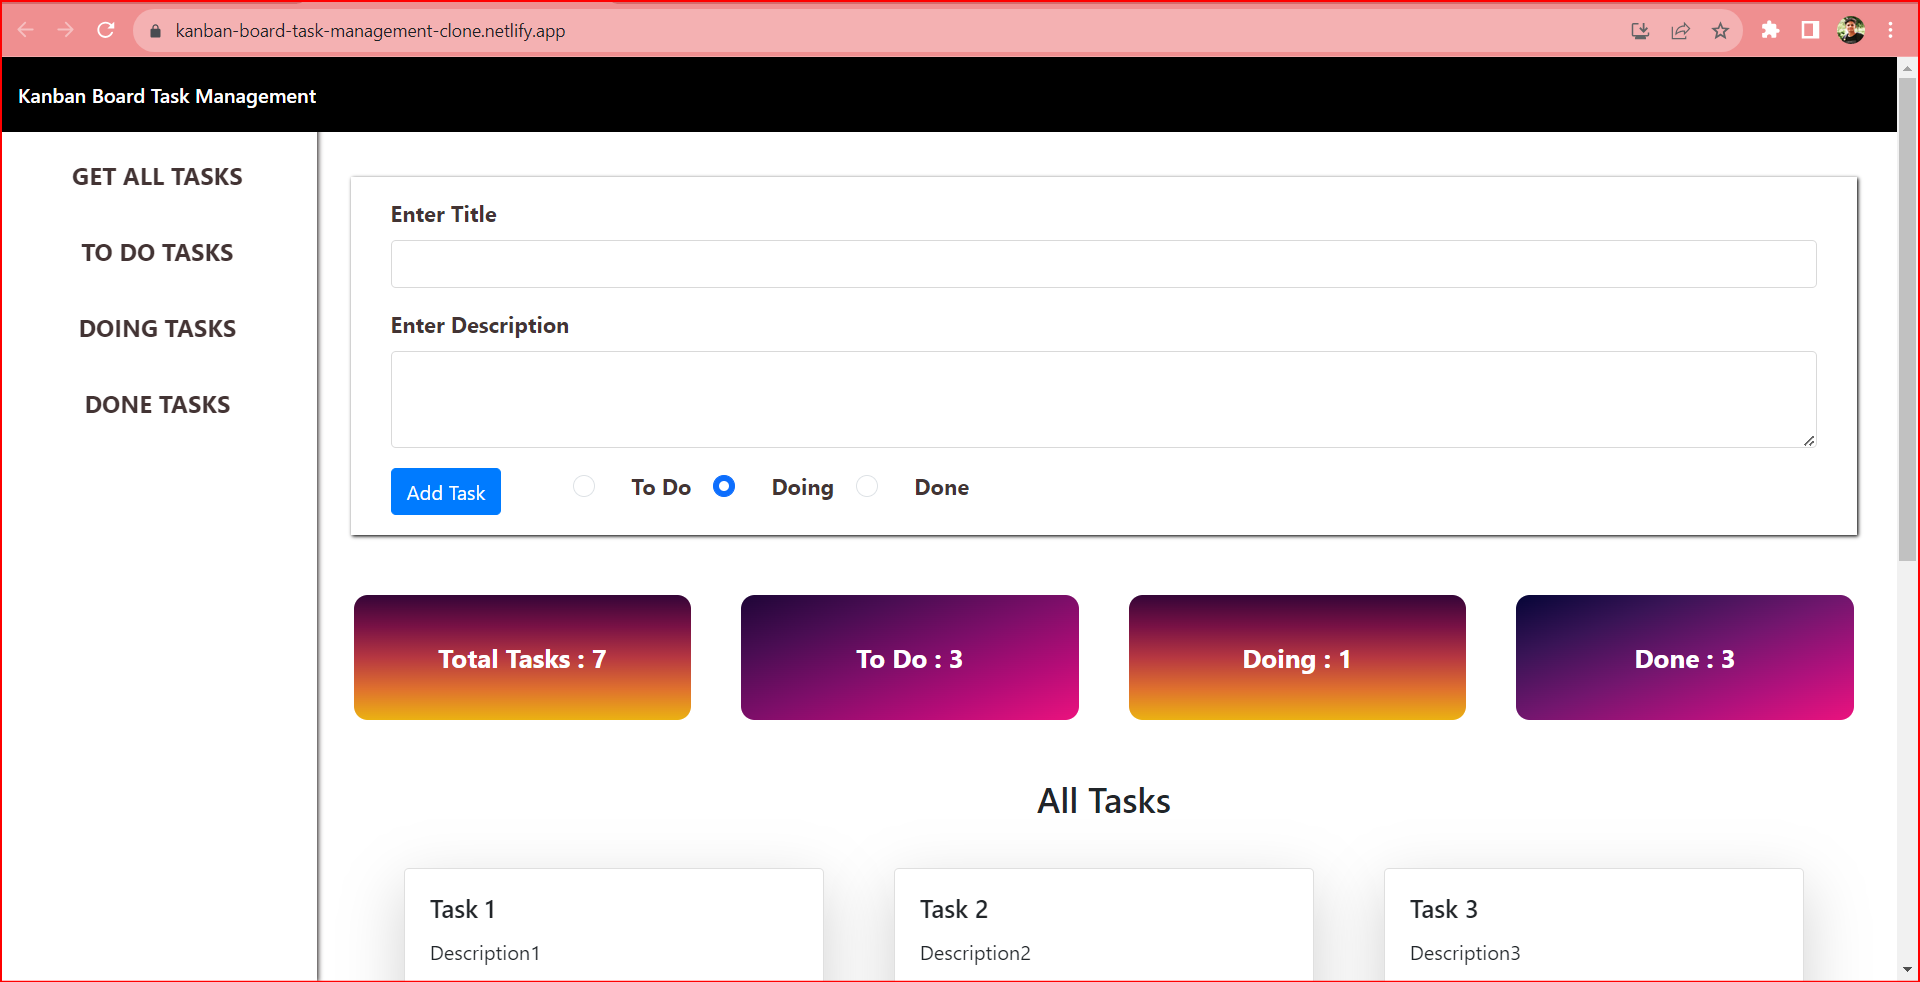 kanban-board-task-management-clone.netlify.app
Kanban Board Task Management
GET ALL TASKS
TO DO TASKS
DOING TASKS
DONE TASKS
Enter Title
Enter Description
Add Task To Do Doing Done
Total Tasks : 7 To Do : 3 Doing : 1 Done : 3
All Tasks
Task 1 Task 2 Task 3
Description1 Description2 Description3